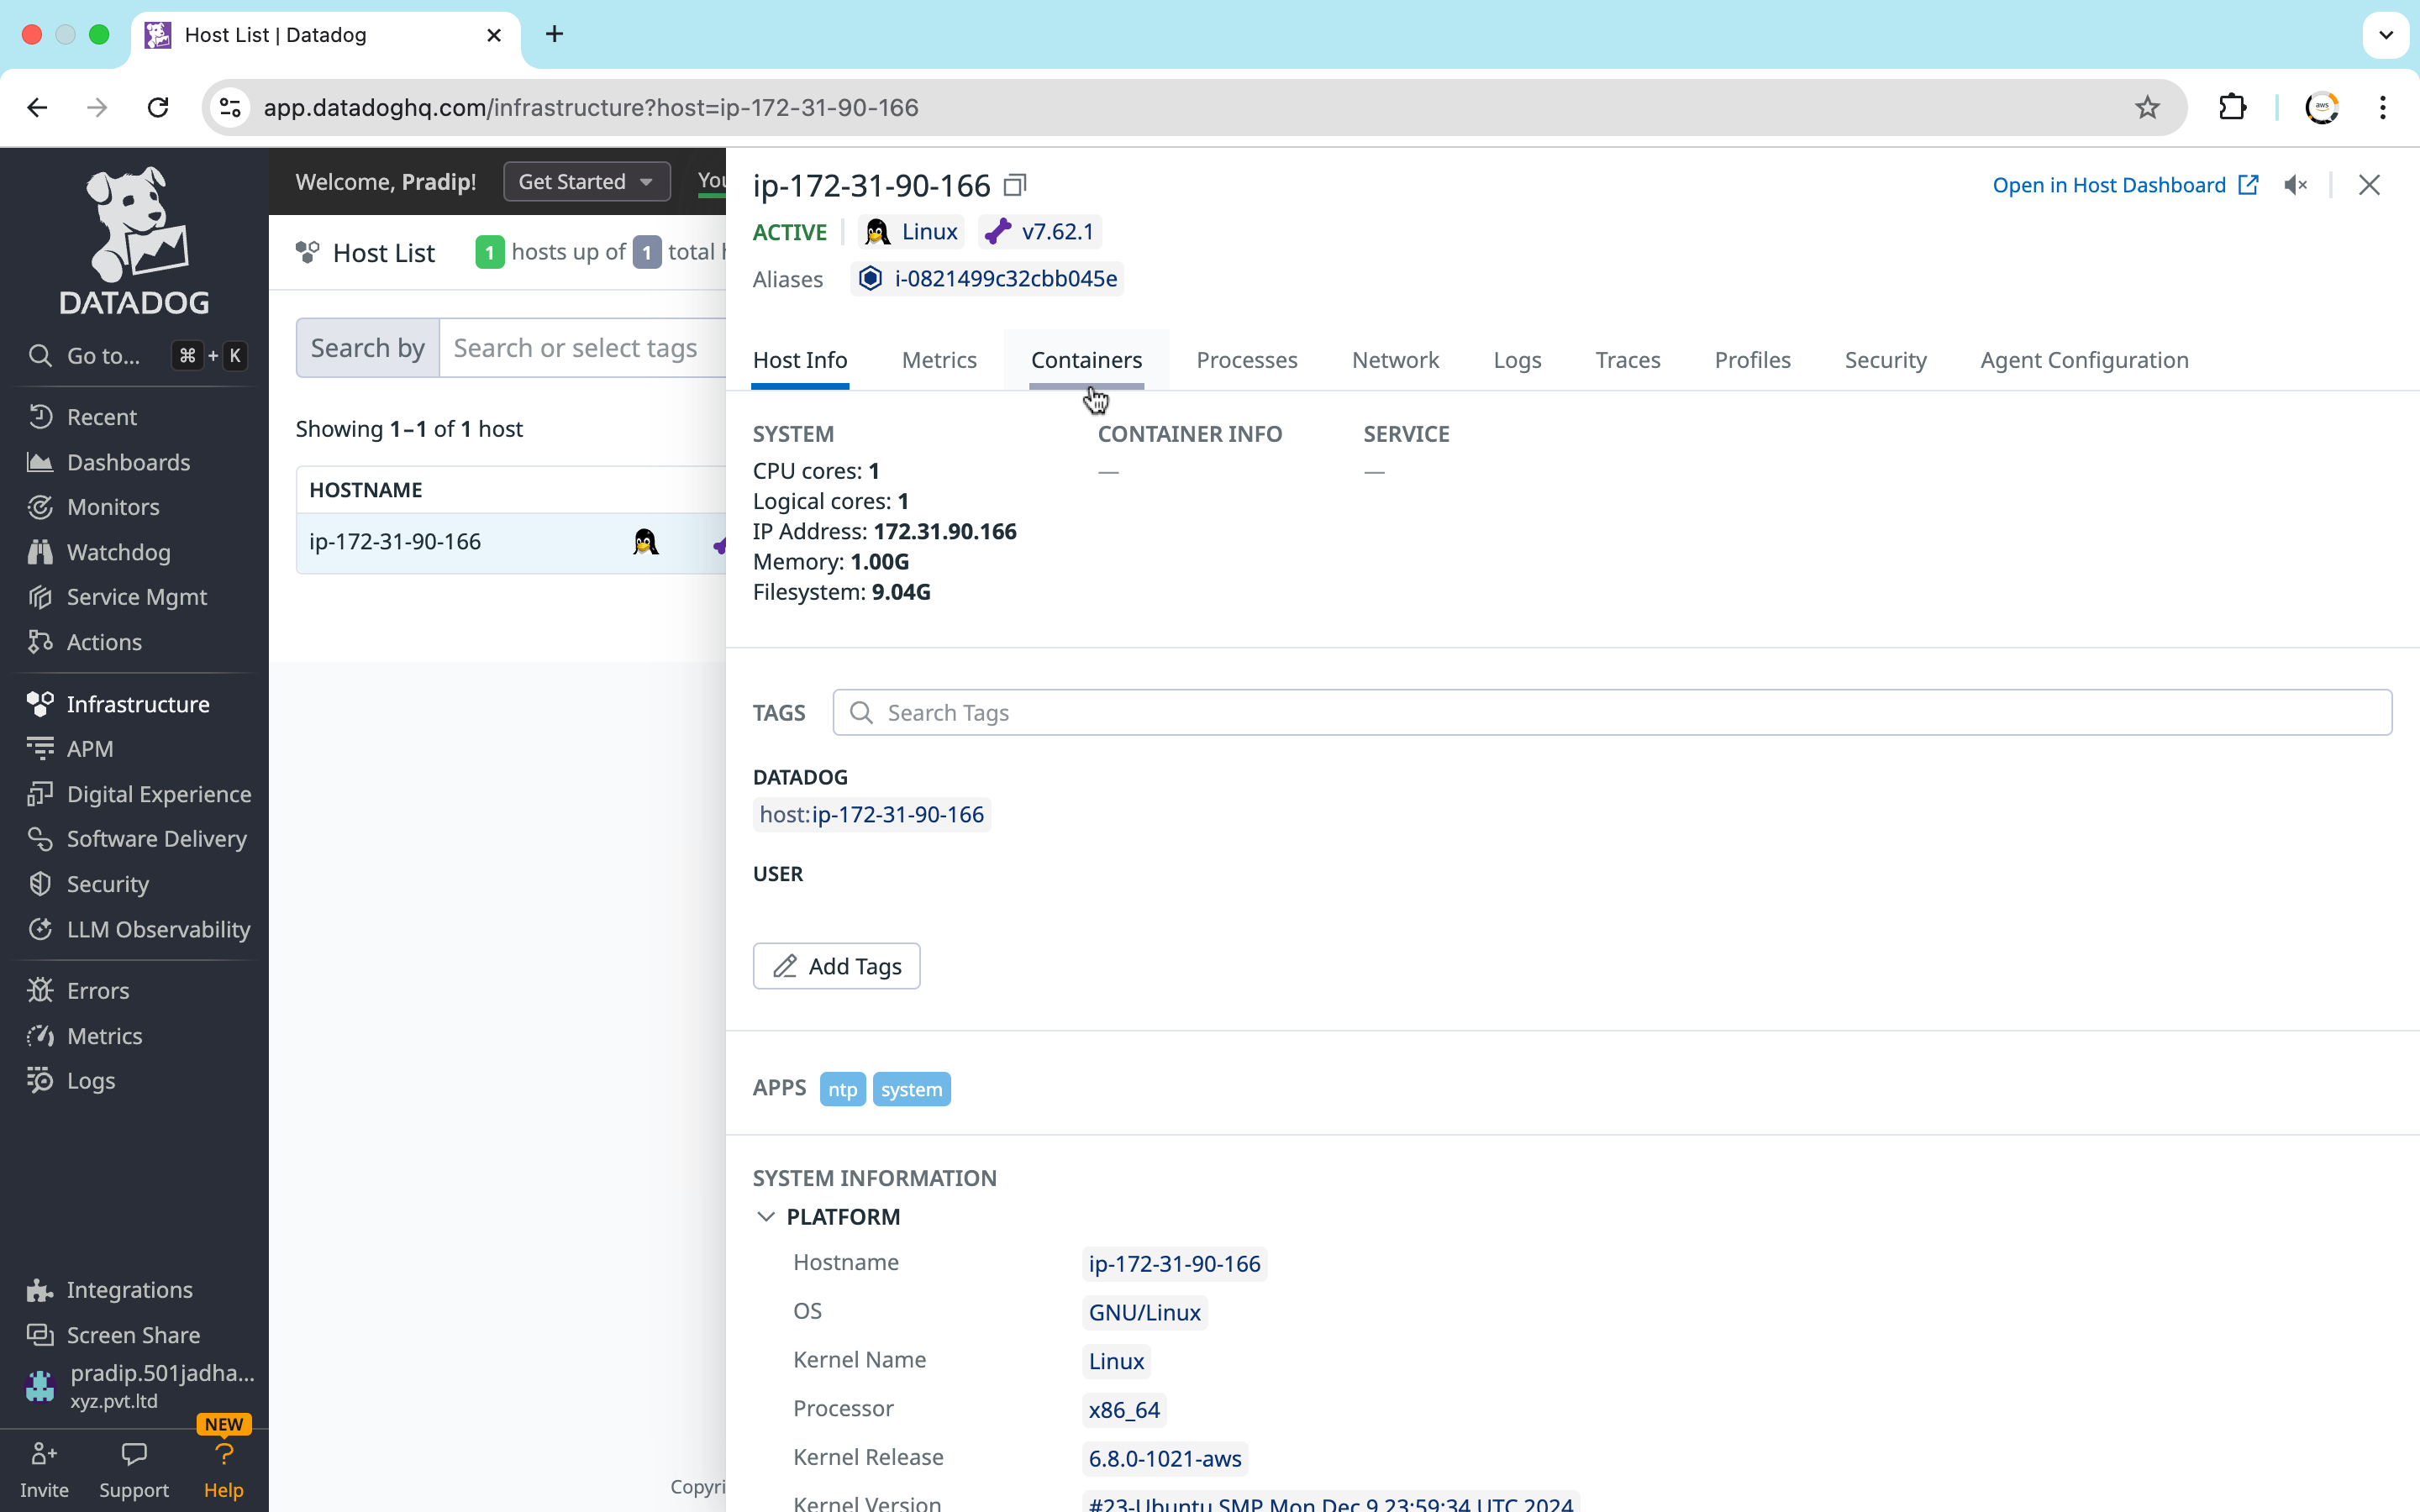 Host List | Datadog
app.datadoghq.com/infrastructure?host=ip-172-31-90-166
aws
DATADOG
Go to... ⌘ + K
Recent
Dashboards
Monitors
Watchdog
Service Mgmt
Actions
Infrastructure
APM
Digital Experience
Software Delivery
Security
LLM Observability
Errors
Metrics
Logs
Integrations
Screen Share
pradip.501jadha...
xyz.pvt.ltd
NEW
Invite Support Help
Welcome, Pradip! Get Started You
Host List 1 hosts up of 1 total
Search by Search or select tags
Showing 1–1 of 1 host
HOSTNAME
ip-172-31-90-166
Copyri
ip-172-31-90-166 Open in Host Dashboard
ACTIVE Linux v7.62.1
Aliases i-0821499c32cbb045e
Host Info Metrics Containers Processes Network Logs Traces Profiles Security Agent Configuration
SYSTEM CONTAINER INFO SERVICE
CPU cores: 1 — —
Logical cores: 1
IP Address: 172.31.90.166
Memory: 1.00G
Filesystem: 9.04G
TAGS Search Tags
DATADOG
host:ip-172-31-90-166
USER
Add Tags
APPS ntp system
SYSTEM INFORMATION
PLATFORM
Hostname ip-172-31-90-166
OS GNU/Linux
Kernel Name Linux
Processor x86_64
Kernel Release 6.8.0-1021-aws
Kernel Version #23-Ubuntu SMP Mon Dec 9 23:59:34 UTC 2024